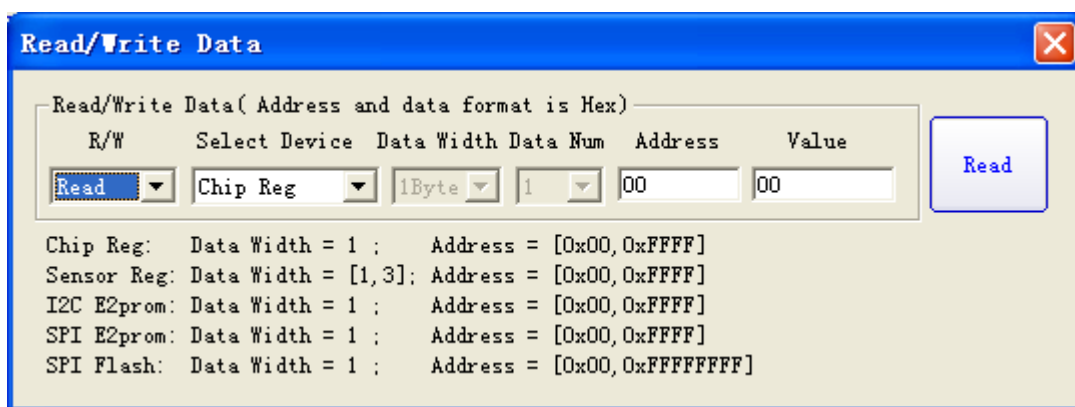 Read/Write Data
Read/Write Data( Address and data format is Hex)
R/W Select Device Data Width Data Num Address Value
Read Chip Reg 1Byte 1 00 00 Read
Chip Reg: Data Width = 1 ; Address = [0x00,0xFFFF]
Sensor Reg: Data Width = [1,3]; Address = [0x00,0xFFFF]
I2C E2prom: Data Width = 1 ; Address = [0x00,0xFFFF]
SPI E2prom: Data Width = 1 ; Address = [0x00,0xFFFF]
SPI Flash: Data Width = 1 ; Address = [0x00,0xFFFFFFFF]